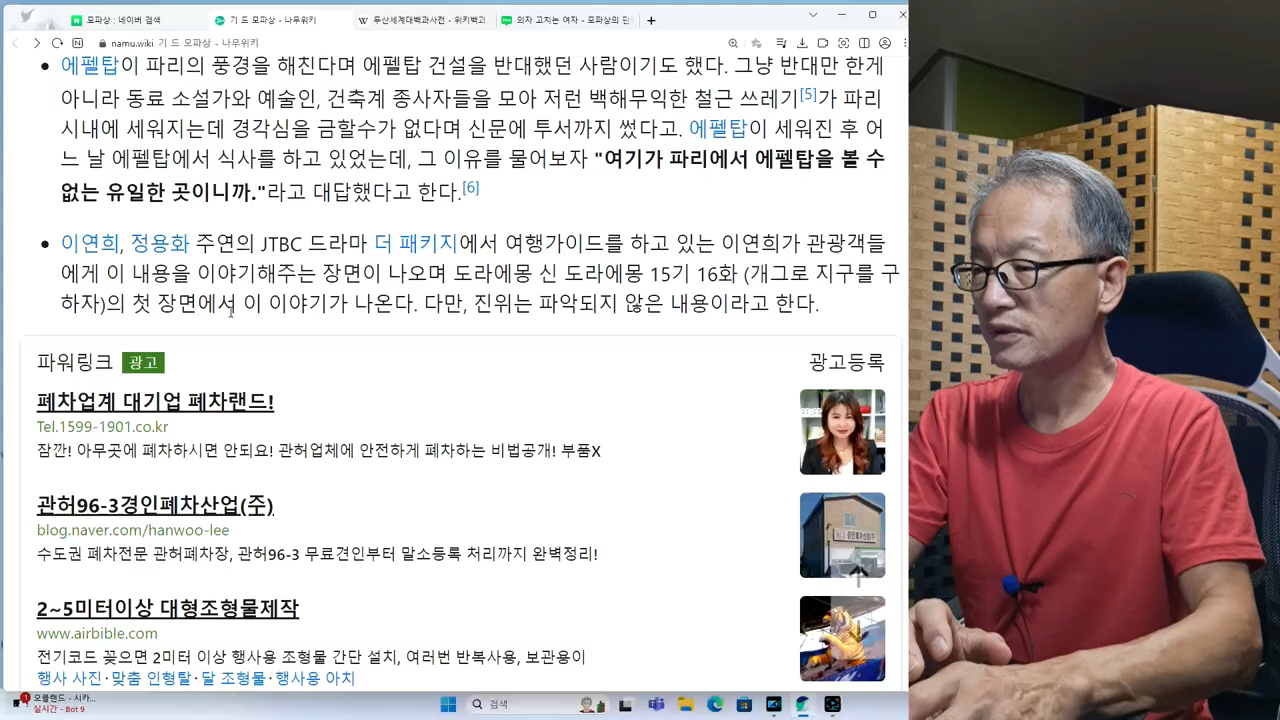 모파상 : 네이버 검색
기 드 모파상 - 나무위키
두산세계대백과사전 - 위키백과
의자 고치는 여자 - 모파상의 단
namu.wiki 기 드 모파상 - 나무위키
에펠탑이 파리의 풍경을 해친다며 에펠탑 건설을 반대했던 사람이기도 했다. 그냥 반대만 한게
아니라 동료 소설가와 예술인, 건축계 종사자들을 모아 저런 백해무익한 철근 쓰레기[5]가 파리
시내에 세워지는데 경각심을 금할수가 없다며 신문에 투서까지 썼다고. 에펠탑이 세워진 후 어
느 날 에펠탑에서 식사를 하고 있었는데, 그 이유를 물어보자 "여기가 파리에서 에펠탑을 볼 수
없는 유일한 곳이니까."라고 대답했다고 한다.[6]
이연희, 정용화 주연의 JTBC 드라마 더 패키지에서 여행가이드를 하고 있는 이연희가 관광객들
에게 이 내용을 이야기해주는 장면이 나오며 도라에몽 신 도라에몽 15기 16화 (개그로 지구를 구
하자)의 첫 장면에서 이 이야기가 나온다. 다만, 진위는 파악되지 않은 내용이라고 한다.
파워링크 광고
광고등록
폐차업계 대기업 폐차랜드!
Tel.1599-1901.co.kr
잠깐! 아무곳에 폐차하시면 안되요! 관허업체에 안전하게 폐차하는 비법공개! 부품X
관허96-3경인폐차산업(주)
blog.naver.com/hanwoo-lee
수도권 폐차전문 관허폐차장, 관허96-3 무료견인부터 말소등록 처리까지 완벽정리!
2~5미터이상 대형조형물제작
www.airbible.com
전기코드 꽂으면 2미터 이상 행사용 조형물 간단 설치, 여러번 반복사용, 보관용이
행사 사진·맞춤 인형탈·달 조형물·행사용 아치
오클랜드 - 시카...
실시간 - Bot 9
검색